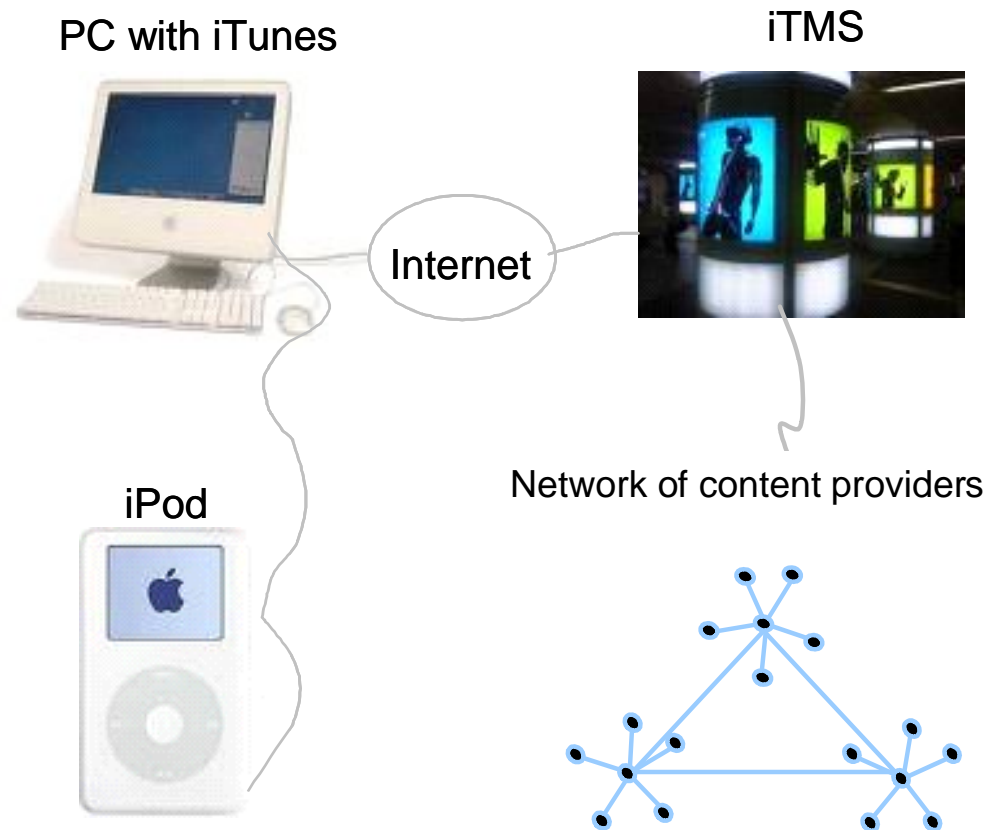 PC with iTunes
iTMS
Internet
iPod
Network of content providers